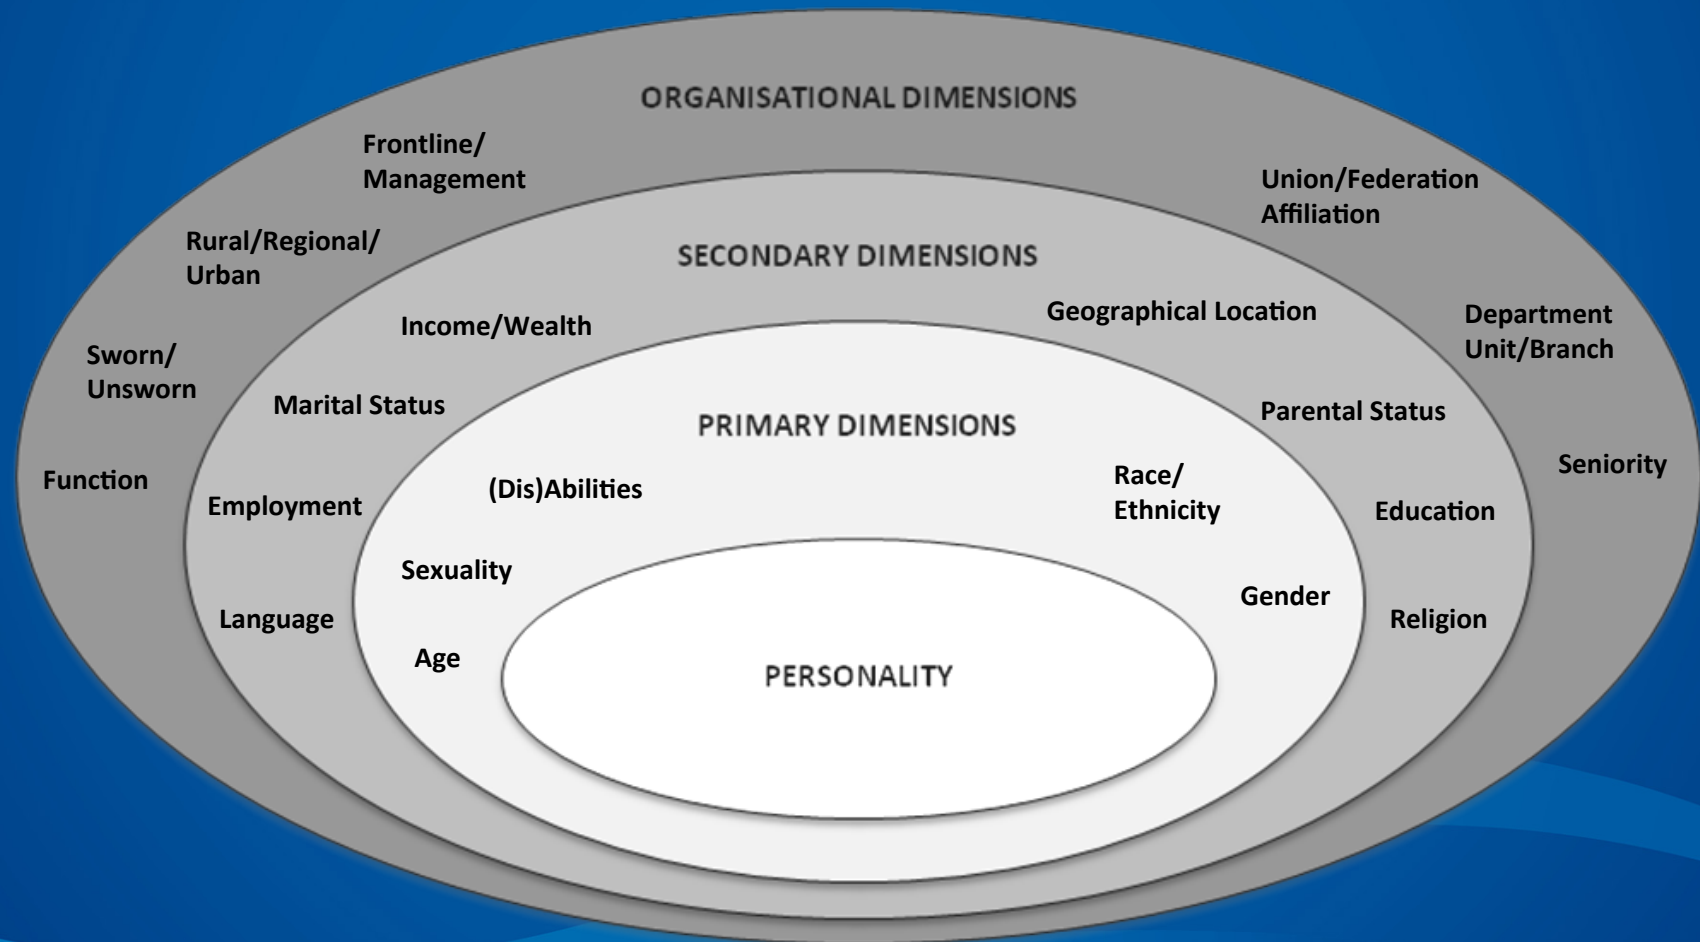 ORGANISATIONAL DIMENSIONS
Frontline/
Management
Union/Federation
Affiliation
Rural/Regional/
Urban
SECONDARY DIMENSIONS
Income/Wealth
Geographical Location
Department
Unit/Branch
Sworn/
Unsworn
Marital Status
PRIMARY DIMENSIONS
Parental Status
Function
Employment
(Dis)Abilities
Race/
Ethnicity
Education
Seniority
Sexuality
Gender
Language
Religion
Age
PERSONALITY